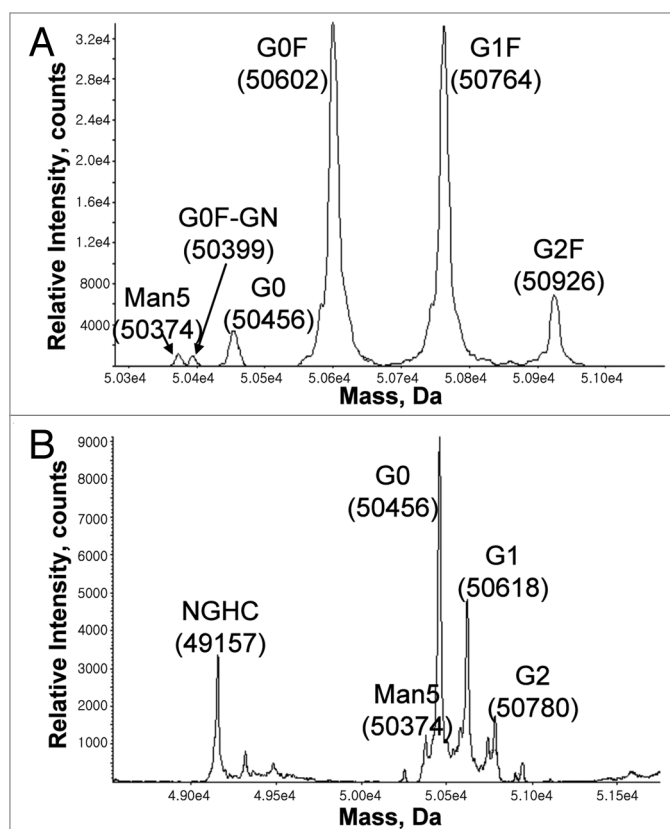 A
Relative Intensity, counts
3.2e4
2.8e4
2.4e4
2.0e4
1.6e4
1.2e4
8000
4000
G0F
(50602)
G1F
(50764)
G0F-GN
(50399)
Man5
(50374)
G0
(50456)
G2F
(50926)
5.03e4 5.04e4 5.05e4 5.06e4 5.07e4 5.08e4 5.09e4 5.10e4
Mass, Da
B
Relative Intensity, counts
9000
8000
7000
6000
5000
4000
3000
2000
1000
G0
(50456)
G1
(50618)
NGHC
(49157)
Man5
(50374)
G2
(50780)
4.90e4 4.95e4 5.00e4 5.05e4 5.10e4 5.15e4
Mass, Da